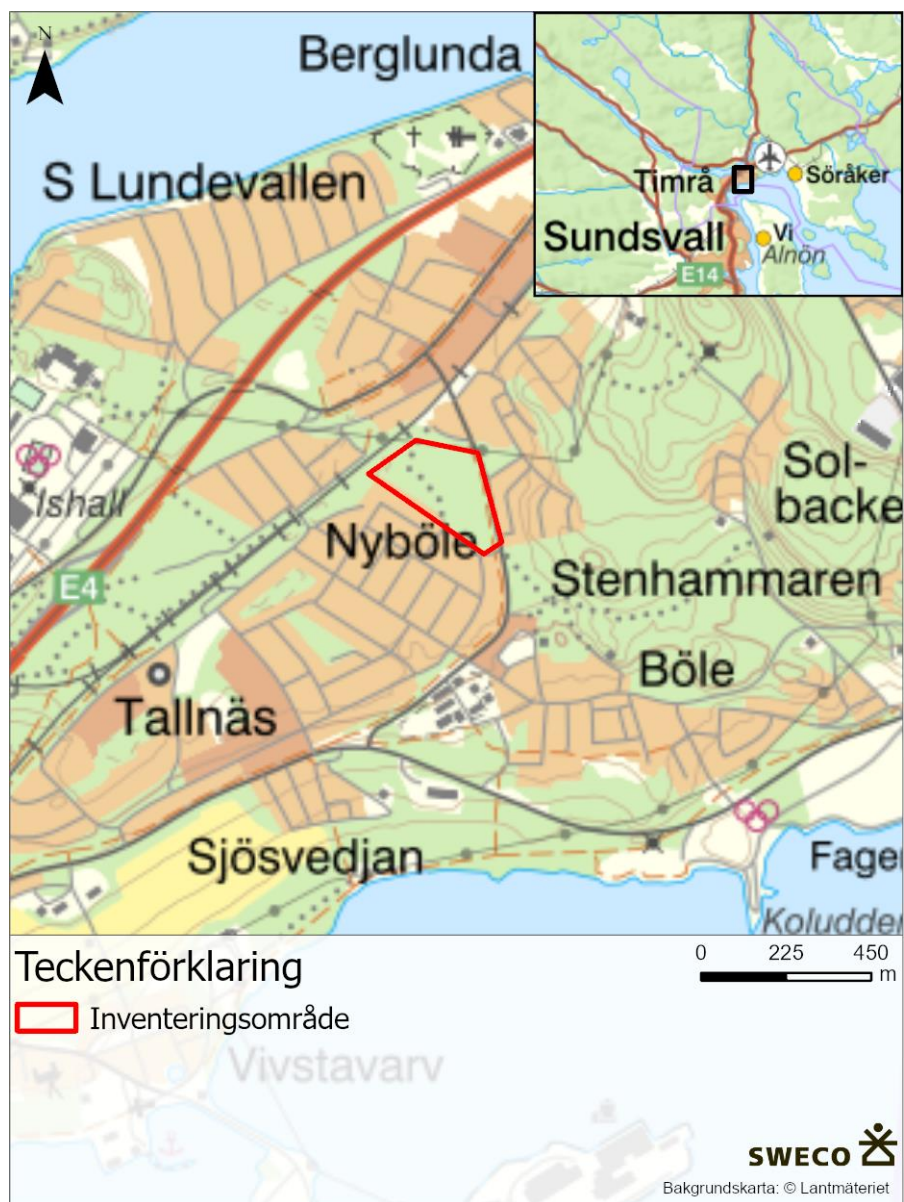 N
Berglunda
S Lundevallen
Timrå
Söråker
Sundsvall
Vi
Alnön
E14
Ishall
E4
Nyböle
Sol-
backe
Stenhammaren
Böle
Tallnäs
Sjösvedjan
Fager
Koludden
Teckenförklaring
Inventeringsområde
0 225 450
m
Vivstavarv
SWECO
Bakgrundskarta: © Lantmäteriet